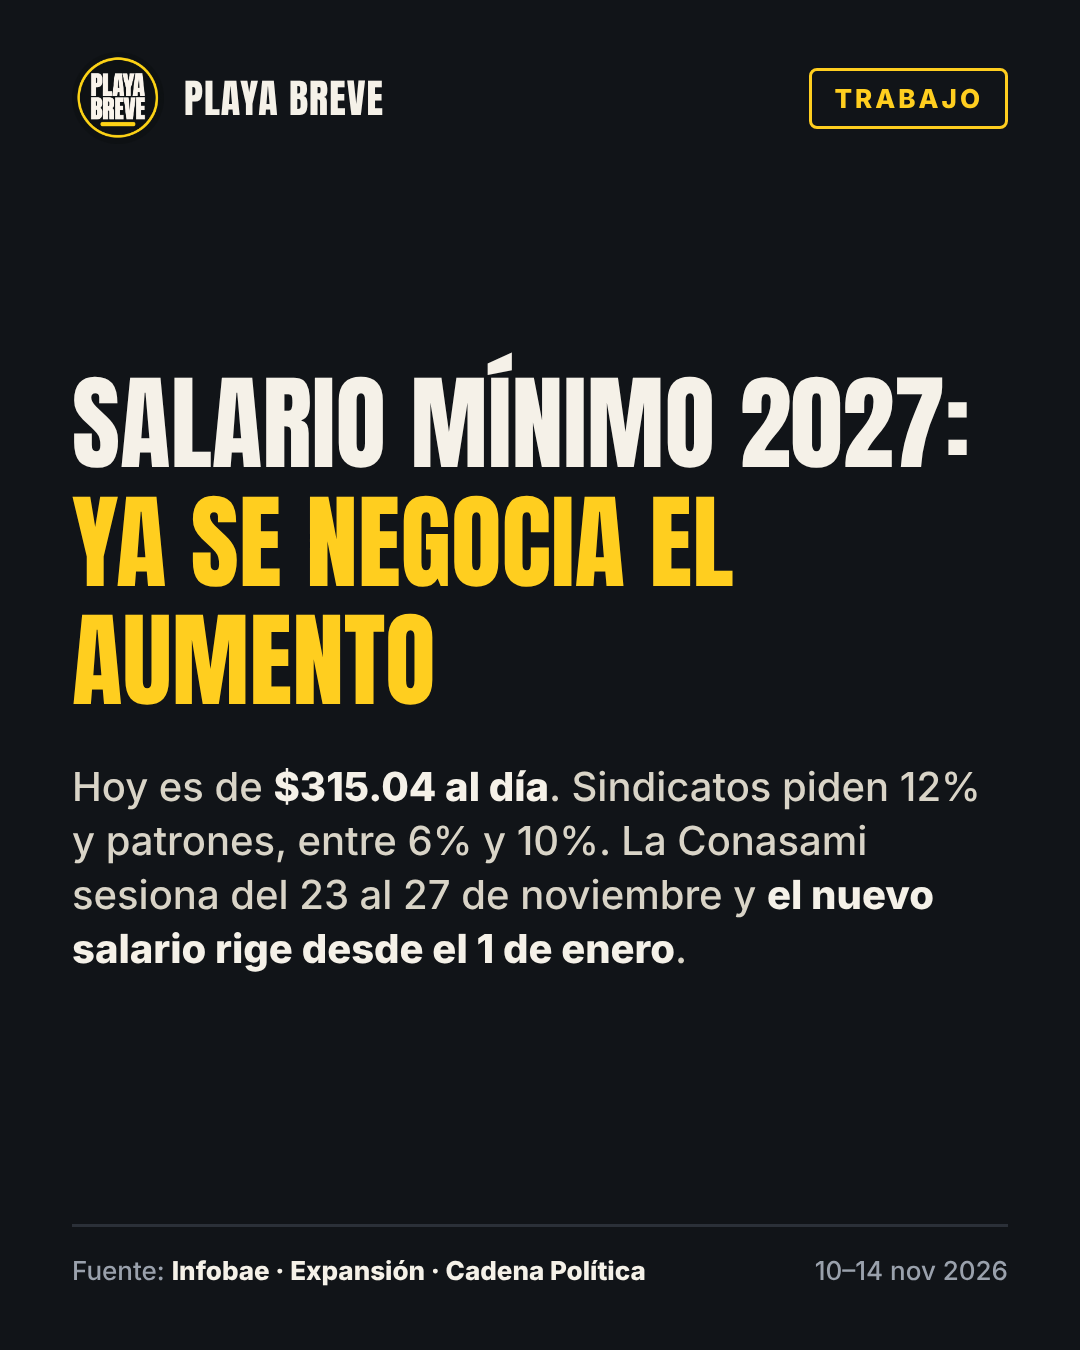 PLAYA
BREVE
PLAYA BREVE
TRABAJO
SALARIO MÍNIMO 2027:
YA SE NEGOCIA EL
AUMENTO
Hoy es de $315.04 al día. Sindicatos piden 12%
y patrones, entre 6% y 10%. La Conasami
sesiona del 23 al 27 de noviembre y el nuevo
salario rige desde el 1 de enero.
Fuente: Infobae · Expansión · Cadena Política
10–14 nov 2026